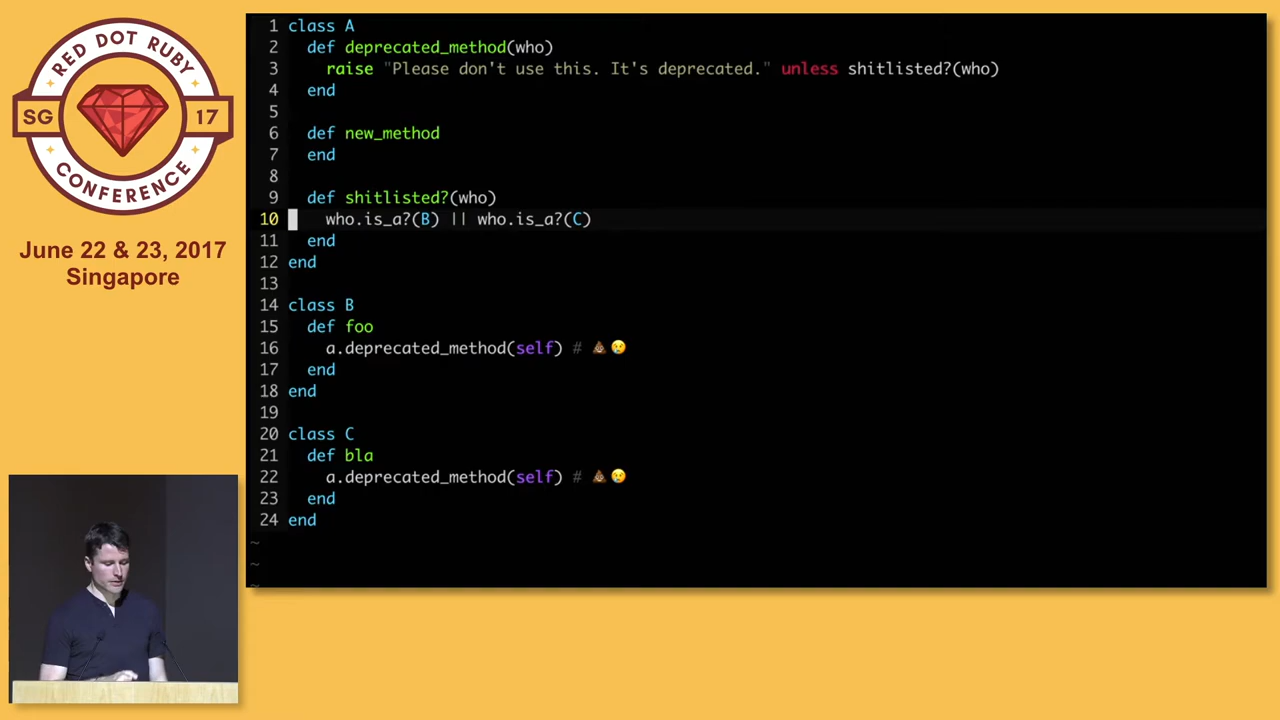 RED DOT RUBY
SG 17
CONFERENCE
June 22 & 23, 2017
Singapore
1 class A
2   def deprecated_method(who)
3     raise "Please don't use this. It's deprecated." unless shitlisted?(who)
4   end
5
6   def new_method
7   end
8
9   def shitlisted?(who)
10     who.is_a?(B) || who.is_a?(C)
11   end
12 end
13
14 class B
15   def foo
16     a.deprecated_method(self) # 💩😢
17   end
18 end
19
20 class C
21   def bla
22     a.deprecated_method(self) # 💩😢
23   end
24 end
~
~
~